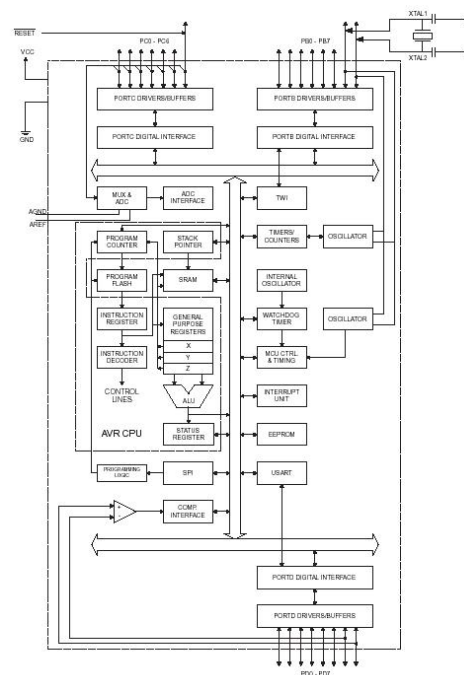 XTAL1
RESET
PC0 - PC6
PB0 - PB7
VCC
XTAL2
PORTC DRIVERS/BUFFERS
PORTB DRIVERS/BUFFERS
GND
PORTC DIGITAL INTERFACE
PORTB DIGITAL INTERFACE
MUX &
ADC
ADC
INTERFACE
TWI
AGND
AREF
PROGRAM
COUNTER
STACK
POINTER
TIMERS/
COUNTERS
OSCILLATOR
PROGRAM
FLASH
SRAM
INTERNAL
OSCILLATOR
INSTRUCTION
REGISTER
GENERAL
PURPOSE
REGISTERS
WATCHDOG
TIMER
OSCILLATOR
X
INSTRUCTION
DECODER
Y
MCU CTRL
& TIMING
Z
CONTROL
LINES
ALU
INTERRUPT
UNIT
AVR CPU
STATUS
REGISTER
EEPROM
PROGRAMMING
LOGIC
SPI
USART
+
-
COMP.
INTERFACE
PORTD DIGITAL INTERFACE
PORTD DRIVERS/BUFFERS
PD0 - PD7